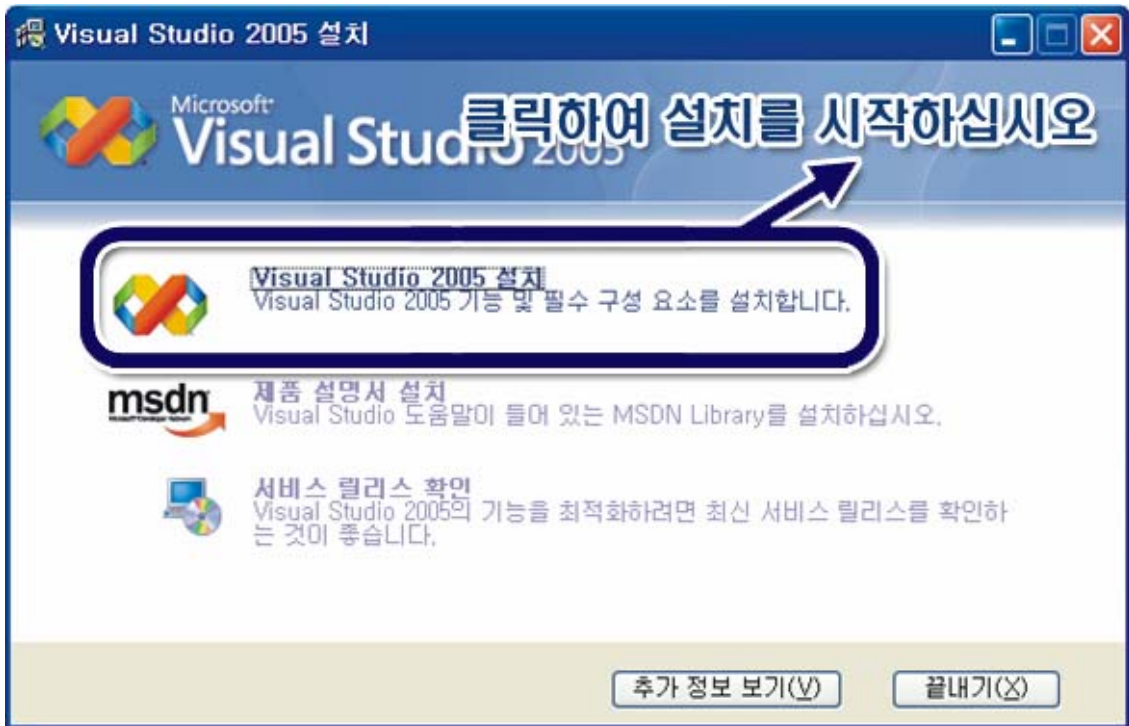 Visual Studio 2005 설치
클릭하여 설치를 시작하십시오
Microsoft
Visual Studio 2005
Visual Studio 2005 설치
Visual Studio 2005 기능 및 필수 구성 요소를 설치합니다.
msdn
제품 설명서 설치
Visual Studio 도움말이 들어 있는 MSDN Library를 설치하십시오.
서비스 릴리스 확인
Visual Studio 2005의 기능을 최적화하려면 최신 서비스 릴리스를 확인하
는 것이 좋습니다.
추가 정보 보기(V)
끝내기(X)